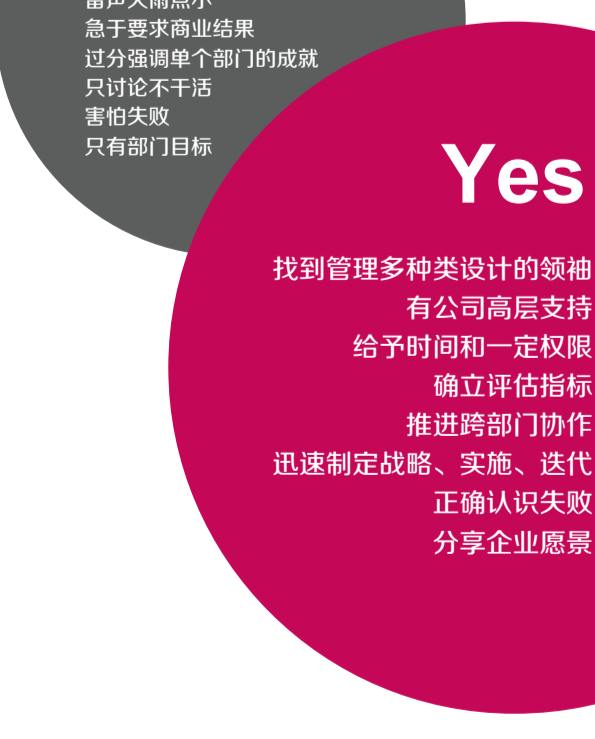 急于要求商业结果
过分强调单个部门的成就
只讨论不干活
害怕失败
只有部门目标
Yes
找到管理多种类设计的领袖
有公司高层支持
给予时间和一定权限
确立评估指标
推进跨部门协作
迅速制定战略、实施、迭代
正确认识失败
分享企业愿景